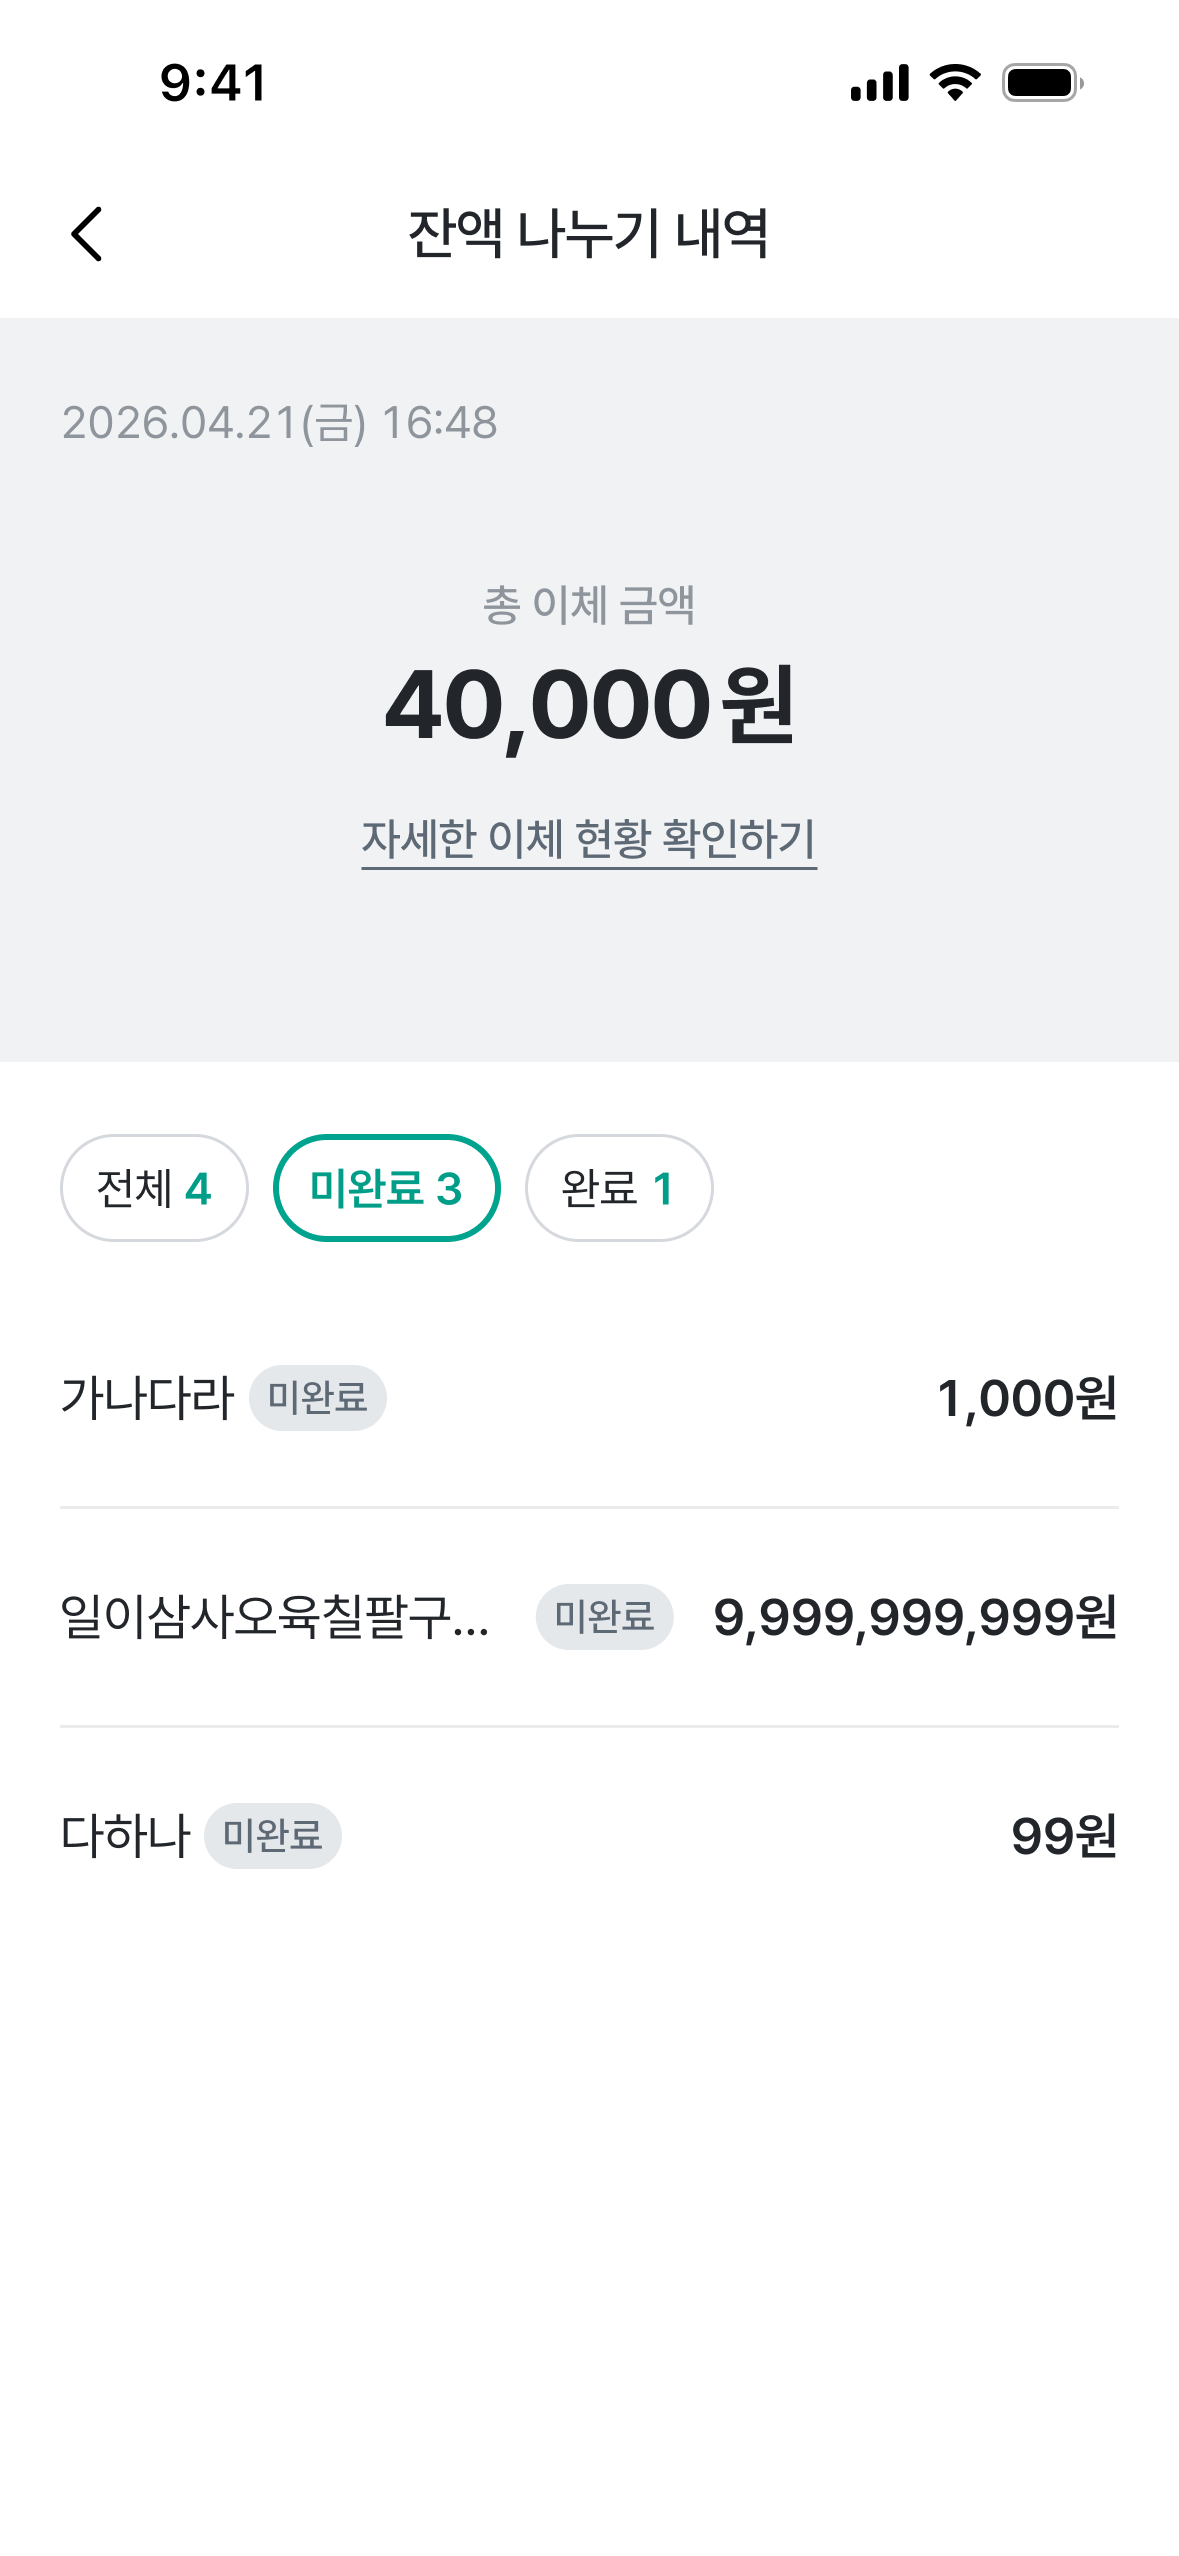 9:41
잔액 나누기 내역
2026.04.21(금) 16:48
총 이체 금액
40,000원
자세한 이체 현황 확인하기
전체 4 미완료 3 완료 1
가나다라 미완료 1,000원
일이삼사오육칠팔구... 미완료 9,999,999,999원
다하나 미완료 99원